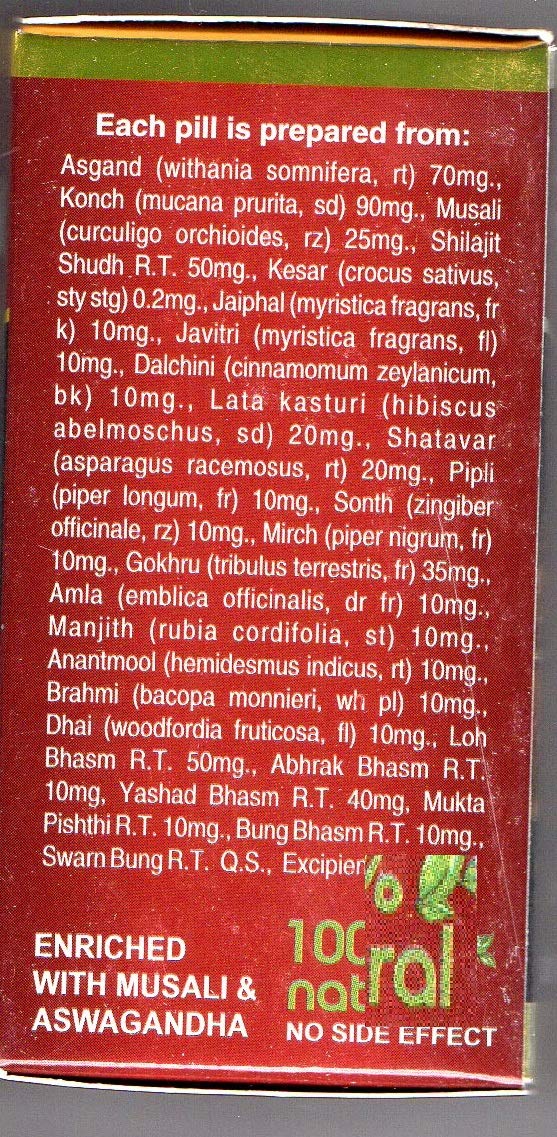 Each pill is prepared from:
Asgand (withania somnifera, rt) 70mg.,
Konch (mucana prurita, sd) 90mg., Musali
(curculigo orchioides, rz) 25mg., Shilajit
Shudh R.T. 50mg., Kesar (crocus sativus,
sty stg) 0.2mg., Jaiphal (myristica fragrans, fr
k) 10mg., Javitri (myristica fragrans, fl)
10mg., Dalchini (cinnamomum zeylanicum,
bk) 10mg., Lata kasturi (hibiscus
abelmoschus, sd) 20mg., Shatavar
(asparagus racemosus, rt) 20mg., Pipli
(piper longum, fr) 10mg., Sonth (zingiber
officinale, rz) 10mg., Mirch (piper nigrum, fr)
10mg., Gokhru (tribulus terrestris, fr) 35mg.,
Amla (emblica officinalis, dr fr) 10mg.,
Manjith (rubia cordifolia, st) 10mg.,
Anantmool (hemidesmus indicus, rt) 10mg.,
Brahmi (bacopa monnieri, wh pl) 10mg.,
Dhai (woodfordia fruticosa, fl) 10mg., Loh
Bhasm R.T. 50mg., Abhrak Bhasm R.T.
10mg, Yashad Bhasm R.T. 40mg, Mukta
Pishthi R.T. 10mg., Bung Bhasm R.T. 10mg.,
Swarn Bung R.T. Q.S.,
ENRICHED
WITH MUSALI &
ASWAGANDHA
100%
natural
NO SIDE EFFECT